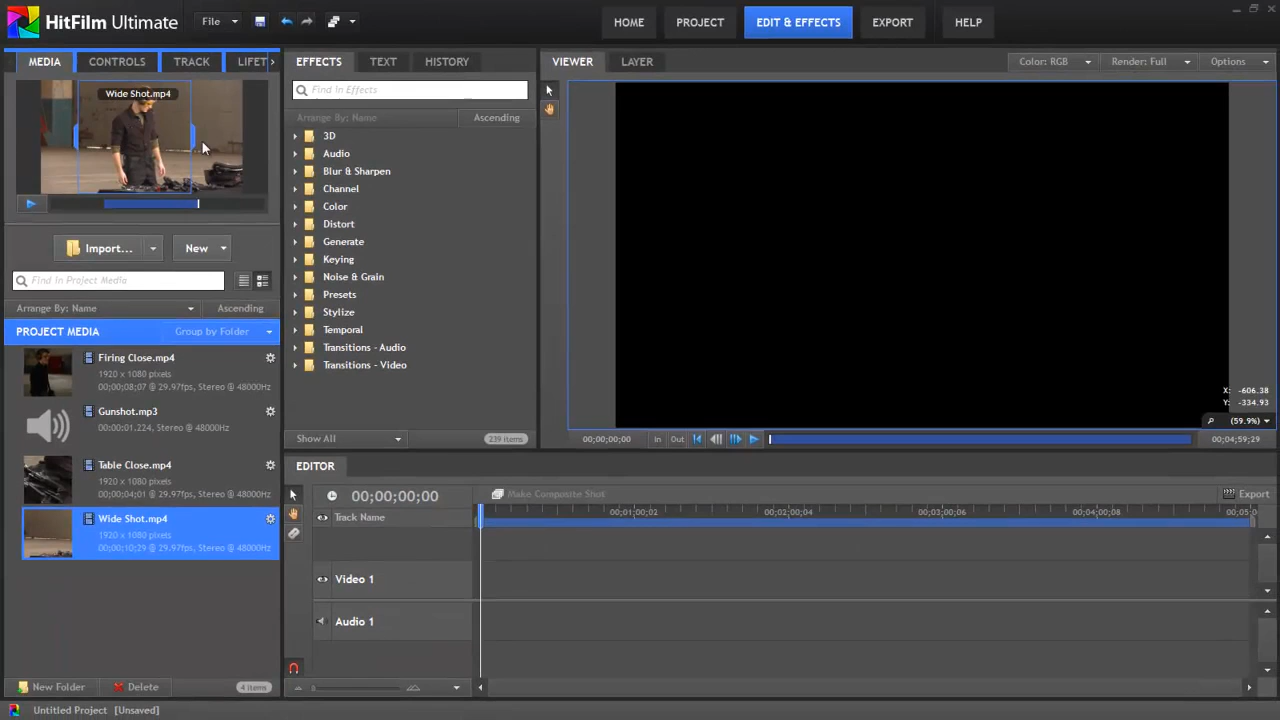 HitFilm Ultimate
File
HOME
PROJECT
EDIT & EFFECTS
EXPORT
HELP
MEDIA
CONTROLS
TRACK
LIFET
EFFECTS
TEXT
HISTORY
VIEWER
LAYER
Color: RGB
Render: Full
Options
Wide Shot.mp4
Find in Effects
Arrange By: Name
Ascending
3D
Audio
Blur & Sharpen
Channel
Color
Distort
Generate
Keying
Noise & Grain
Presets
Stylize
Temporal
Transitions - Audio
Transitions - Video
Show All
239 items
Import...
New
Find in Project Media
Arrange By: Name
Ascending
PROJECT MEDIA
Group by Folder
Firing Close.mp4
1920 x 1080 pixels
00;00;08;07 @ 29.97fps, Stereo @ 48000Hz
Gunshot.mp3
00:00:01.224, Stereo @ 48000Hz
Table Close.mp4
1920 x 1080 pixels
00;00;04;01 @ 29.97fps, Stereo @ 48000Hz
Wide Shot.mp4
1920 x 1080 pixels
00;00;10;29 @ 29.97fps, Stereo @ 48000Hz
New Folder
Delete
4 items
X: -606.38
Y: -334.93
(59.9%)
00;00;00;00
In
Out
00;04;59;29
EDITOR
00;00;00;00
Make Composite Shot
Export
Track Name
00;01;00;02
00;02;00;04
00;03;00;06
00;04;00;08
00;05;0
Video 1
Audio 1
Untitled Project [Unsaved]